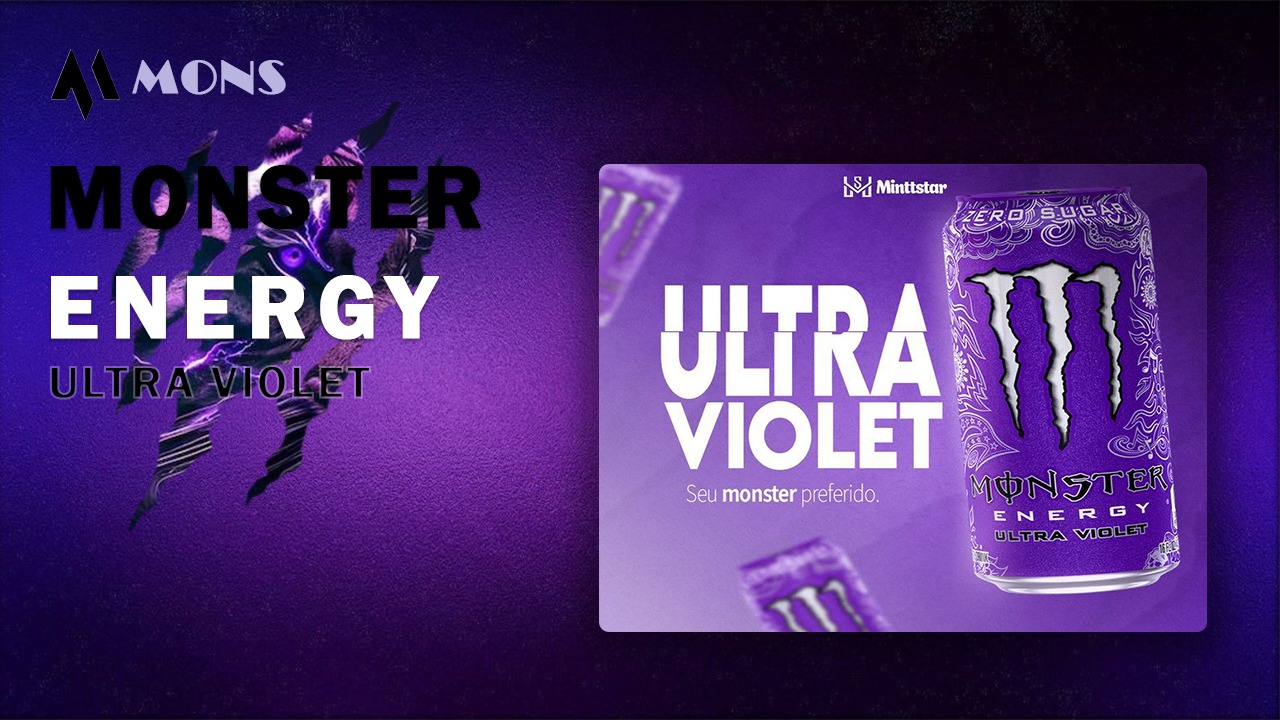 MONS
MONSTER
ENERGY
ULTRA VIOLET
Minttstar
ULTRA
VIOLET
Seu monster preferido.
ZERO SUGAR
MONSTER
ENERGY
ULTRA VIOLET